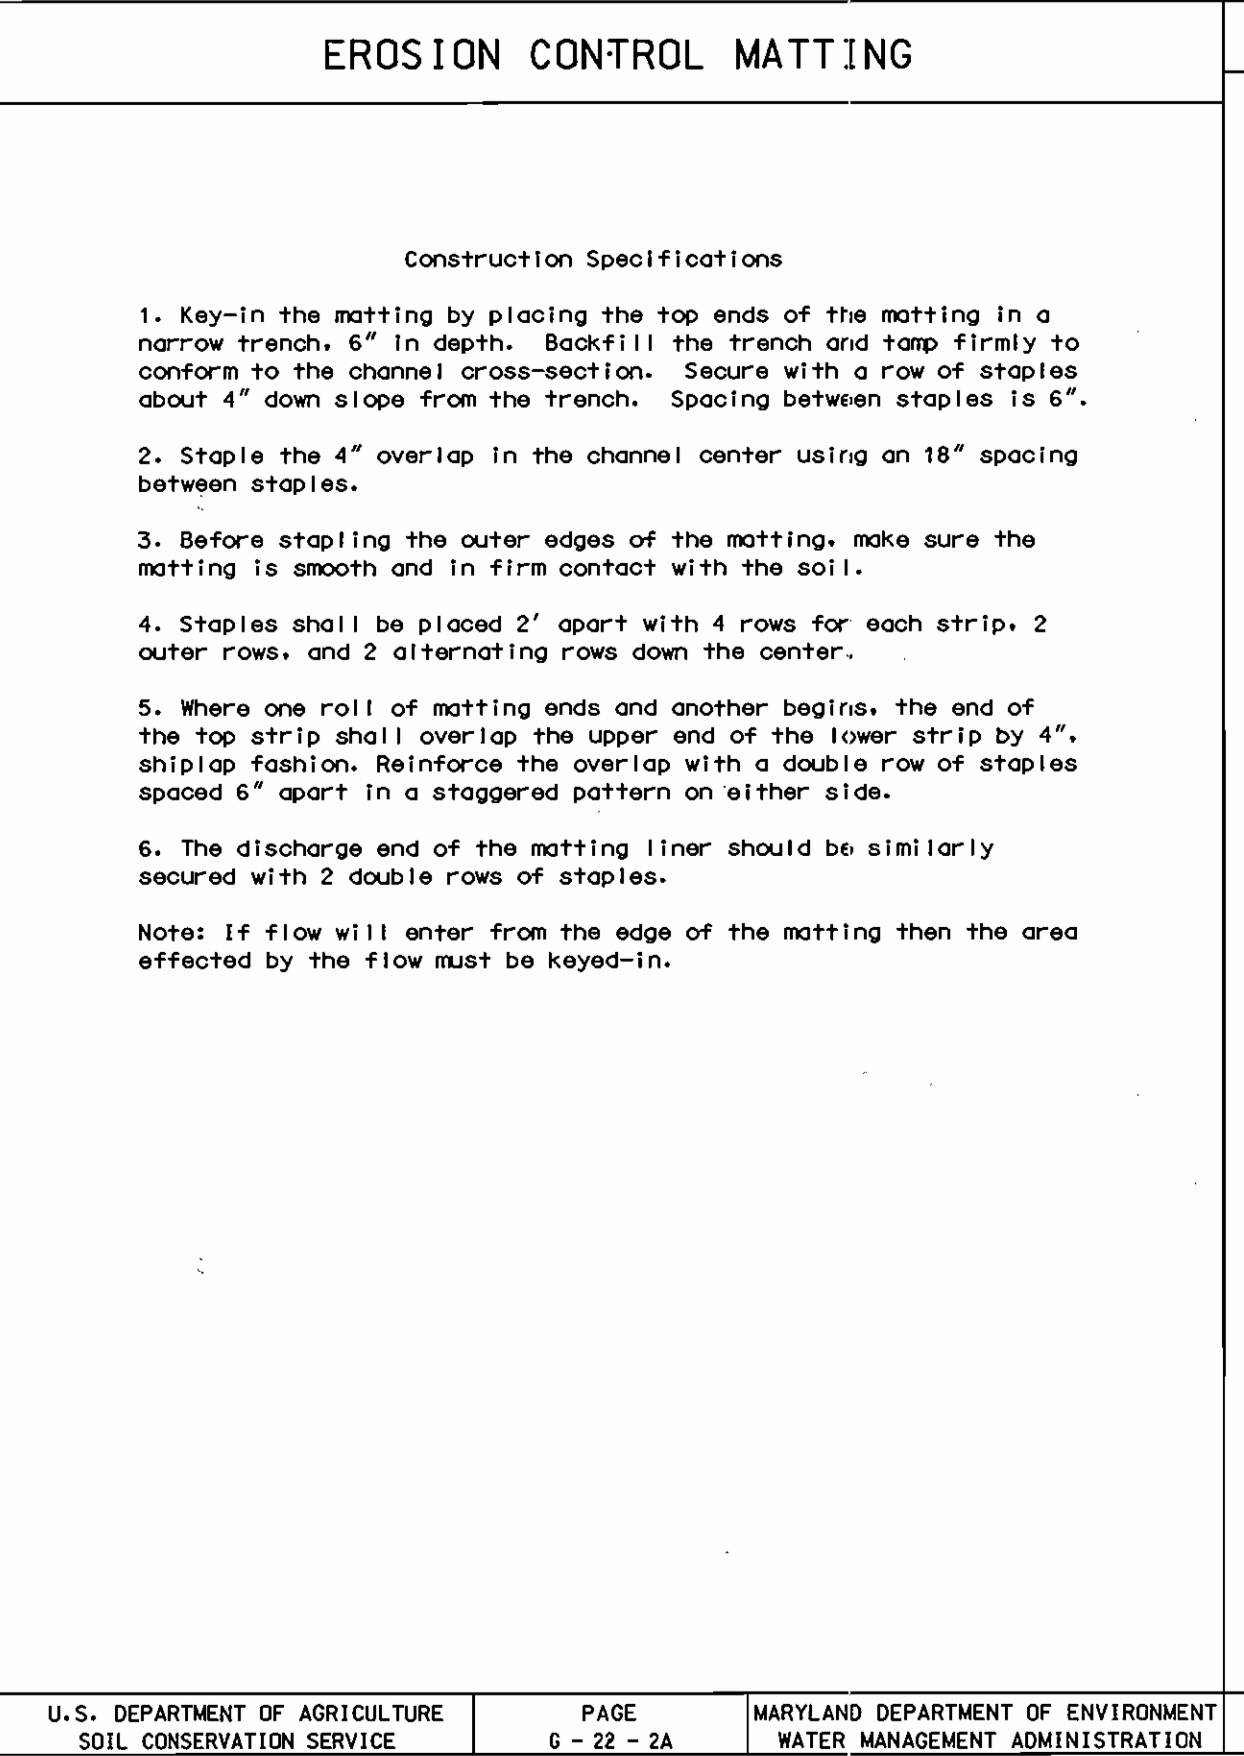 EROSION CONTROL MATTING
Construction Specifications
1. Key-in the matting by placing the top ends of the matting in a
narrow trench, 6" in depth. Backfill the trench and tamp firmly to
conform to the channel cross-section. Secure with a row of staples
about 4" down slope from the trench. Spacing between staples is 6".
2. Staple the 4" overlap in the channel center using an 18" spacing
between staples.
3. Before stapling the outer edges of the matting, make sure the
matting is smooth and in firm contact with the soil.
4. Staples shall be placed 2' apart with 4 rows for each strip, 2
outer rows, and 2 alternating rows down the center.
5. Where one roll of matting ends and another begins, the end of
the top strip shall overlap the upper end of the lower strip by 4",
shiplap fashion. Reinforce the overlap with a double row of staples
spaced 6" apart in a staggered pattern on either side.
6. The discharge end of the matting liner should be similarly
secured with 2 double rows of staples.
Note: If flow will enter from the edge of the matting then the area
effected by the flow must be keyed-in.
U.S. DEPARTMENT OF AGRICULTURE
SOIL CONSERVATION SERVICE
PAGE
G - 22 - 2A
MARYLAND DEPARTMENT OF ENVIRONMENT
WATER MANAGEMENT ADMINISTRATION